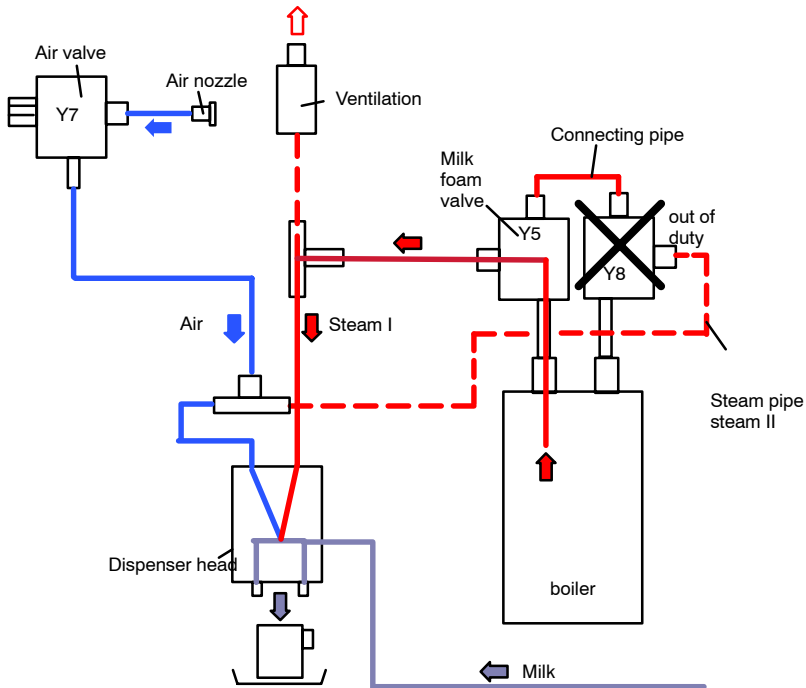 Air valve
Air nozzle
Y7
Ventilation
Connecting pipe
Milk
foam
valve
Y5
out of
duty
Y8
Air
Steam I
Steam pipe
steam II
Dispenser head
boiler
Milk